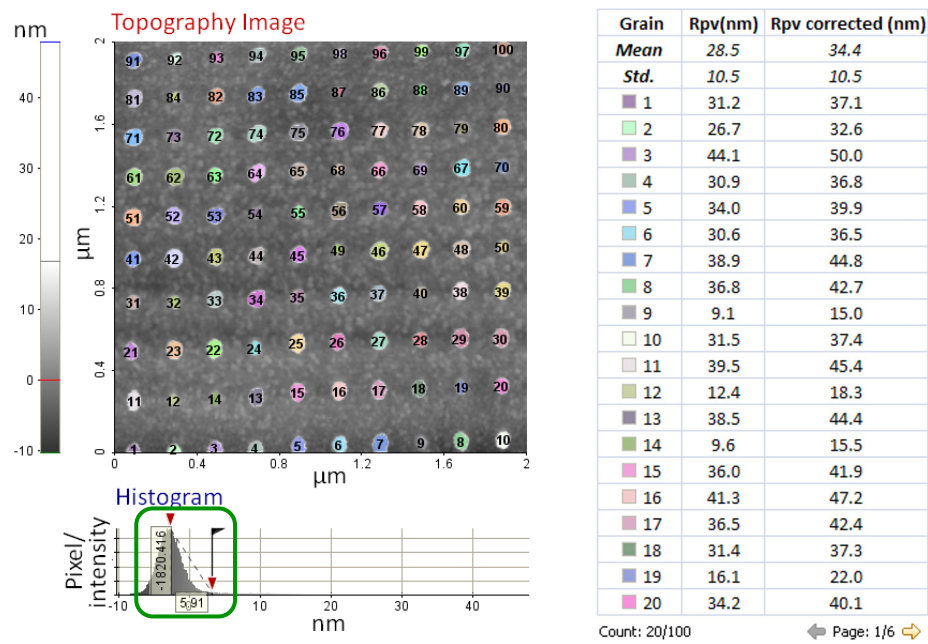 Topography Image
nm
40
30
20
10
0
-10
2
1.6
1.2
0.8
0.4
0
μm
91 92 93 94 95 98 96 99 97 100
81 84 82 83 85 87 86 88 89 90
71 73 72 74 75 76 77 78 79 80
61 62 63 64 65 68 66 69 67 70
51 52 53 54 55 56 57 58 60 59
41 42 43 44 45 49 46 47 48 50
31 32 33 34 35 36 37 40 38 39
21 23 22 24 25 26 27 28 29 30
11 12 14 13 15 16 17 18 19 20
1 2 3 4 5 6 7 9 8 10
0 0.4 0.8 1.2 1.6 2
μm
Histogram
Pixel/
intensity
-1820.416
5.91
-10 0 10 20 30 40
nm
Grain Rpv(nm) Rpv corrected (nm)
Mean 28.5 34.4
Std. 10.5 10.5
1 31.2 37.1
2 26.7 32.6
3 44.1 50.0
4 30.9 36.8
5 34.0 39.9
6 30.6 36.5
7 38.9 44.8
8 36.8 42.7
9 9.1 15.0
10 31.5 37.4
11 39.5 45.4
12 12.4 18.3
13 38.5 44.4
14 9.6 15.5
15 36.0 41.9
16 41.3 47.2
17 36.5 42.4
18 31.4 37.3
19 16.1 22.0
20 34.2 40.1
Count: 20/100 Page: 1/6